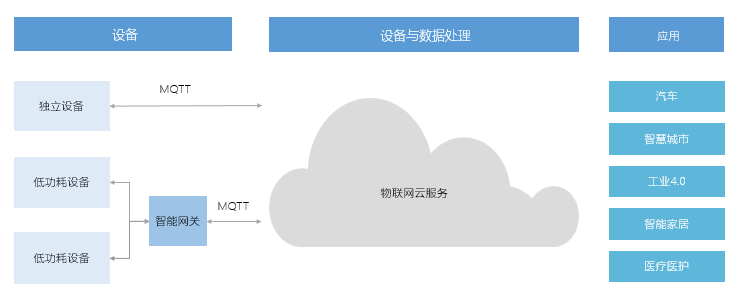 设备
设备与数据处理
应用
独立设备
MQTT
低功耗设备
低功耗设备
智能网关
MQTT
物联网云服务
汽车
智慧城市
工业4.0
智能家居
医疗医护